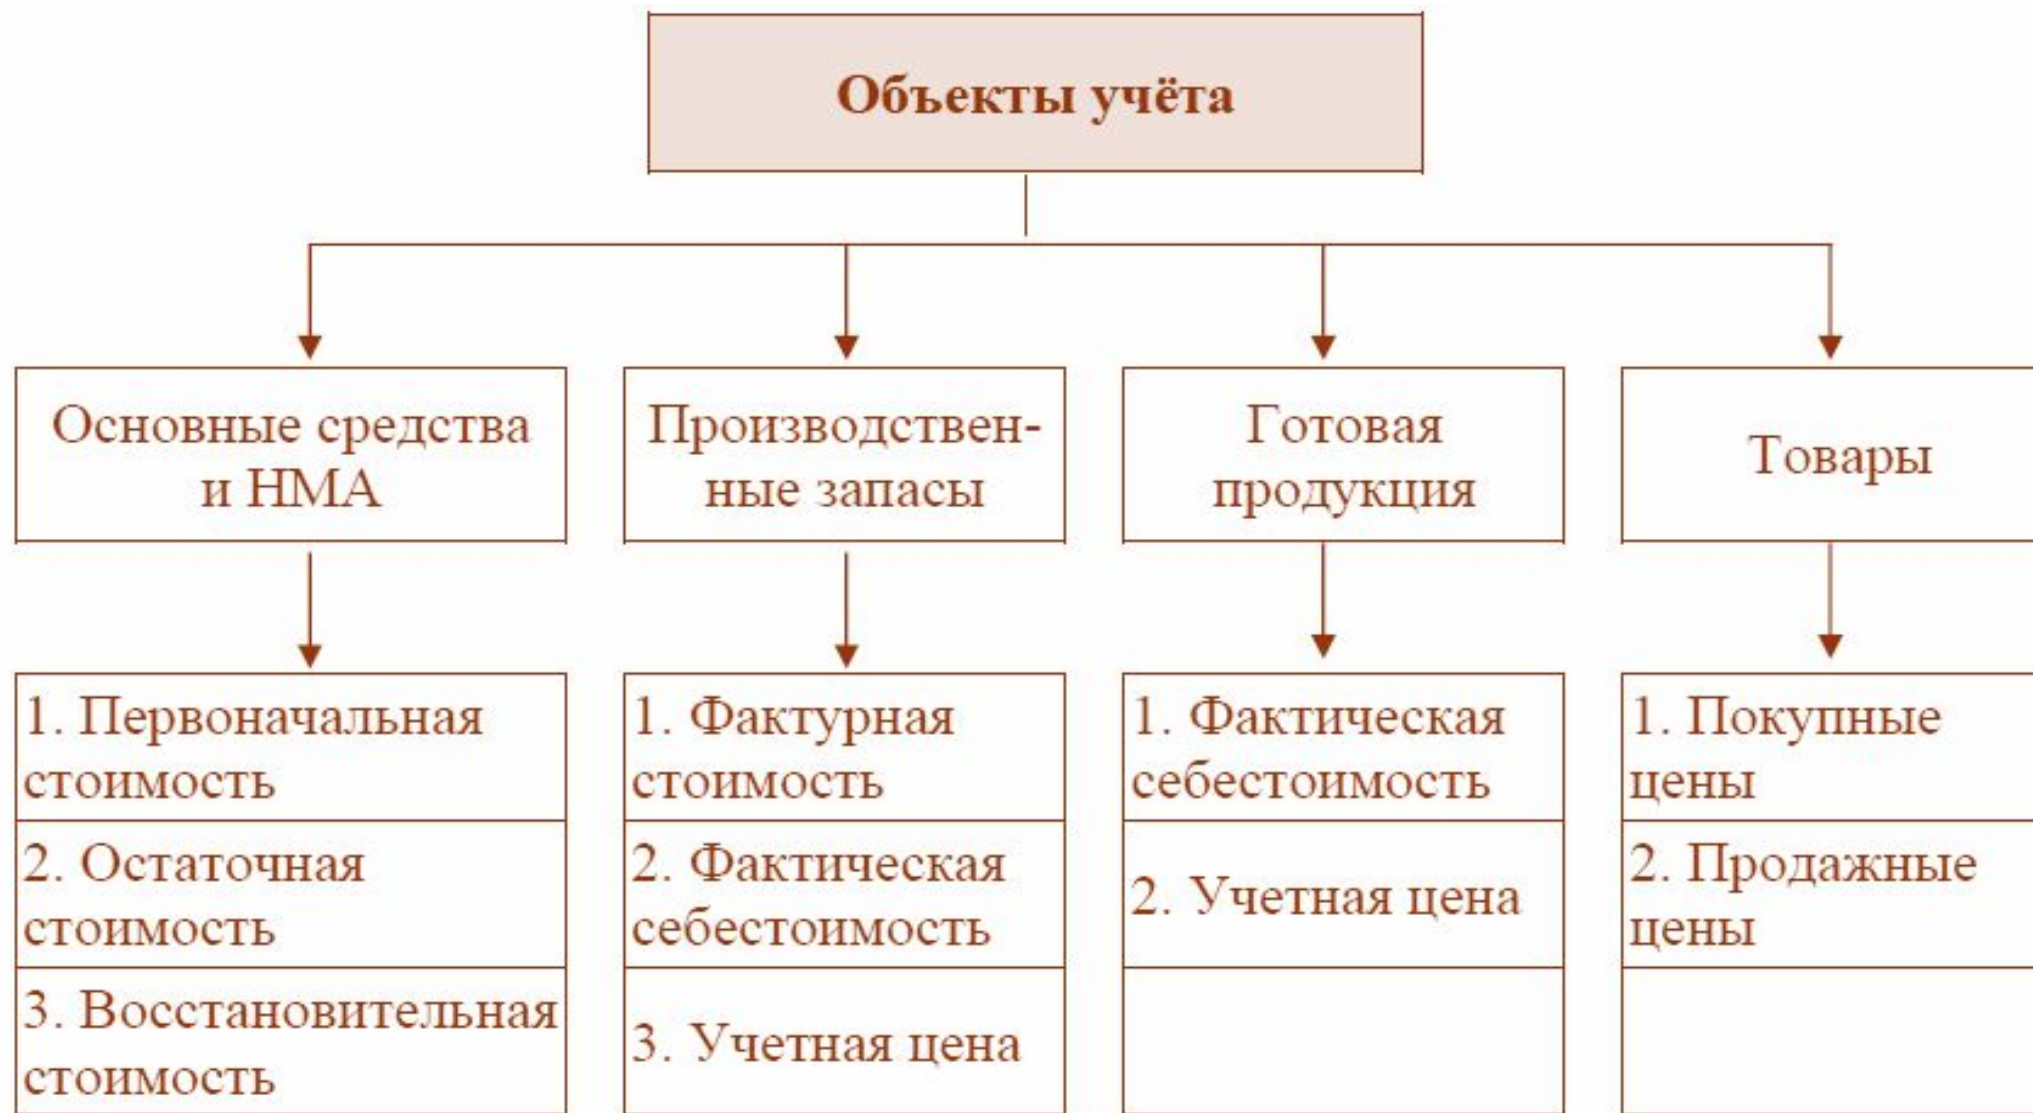 Объекты учёта
Основные средства
и НМА
Производствен-
ные запасы
Готовая
продукция
Товары
1. Первоначальная
стоимость
2. Остаточная
стоимость
3. Восстановительная
стоимость
1. Фактурная
стоимость
2. Фактическая
себестоимость
3. Учетная цена
1. Фактическая
себестоимость
2. Учетная цена
1. Покупные
цены
2. Продажные
цены